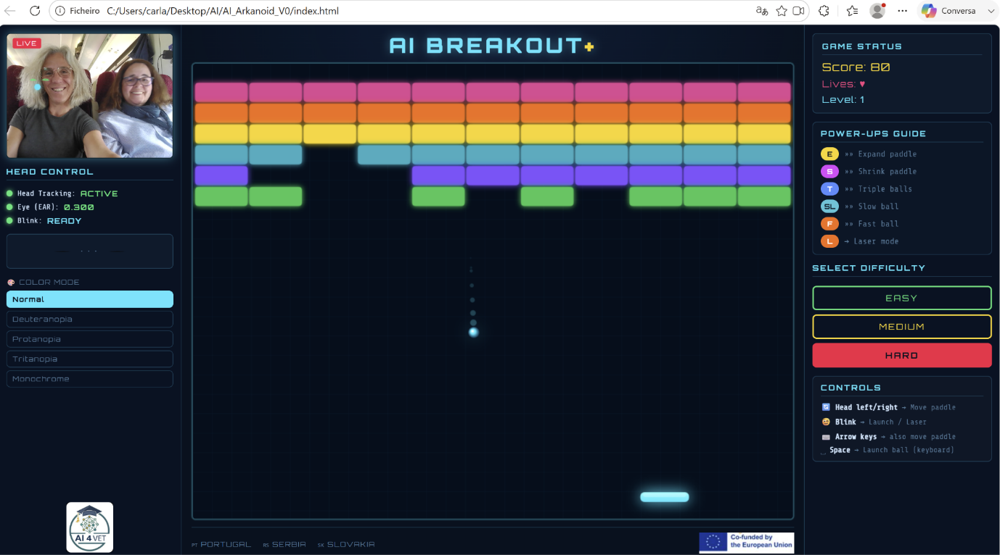 Ficheiro C:/Users/carla/Desktop/AI/AI_Arkanoid_V0/index.html
Conversa
LIVE
HEAD CONTROL
Head Tracking: ACTIVE
Eye (EAR): 0.300
Blink: READY
COLOR MODE
Normal
Deuteranopia
Protanopia
Tritanopia
Monochrome
AI 4 VET
AI BREAKOUT+
PT PORTUGAL RS SERBIA SK SLOVAKIA
Co-funded by
the European Union
GAME STATUS
Score: 80
Lives: ♥
Level: 1
POWER-UPS GUIDE
E »» Expand paddle
S »» Shrink paddle
T »» Triple balls
SL »» Slow ball
F »» Fast ball
L → Laser mode
SELECT DIFFICULTY
EASY
MEDIUM
HARD
CONTROLS
Head left/right → Move paddle
Blink → Launch / Laser
Arrow keys → also move paddle
Space → Launch ball (keyboard)